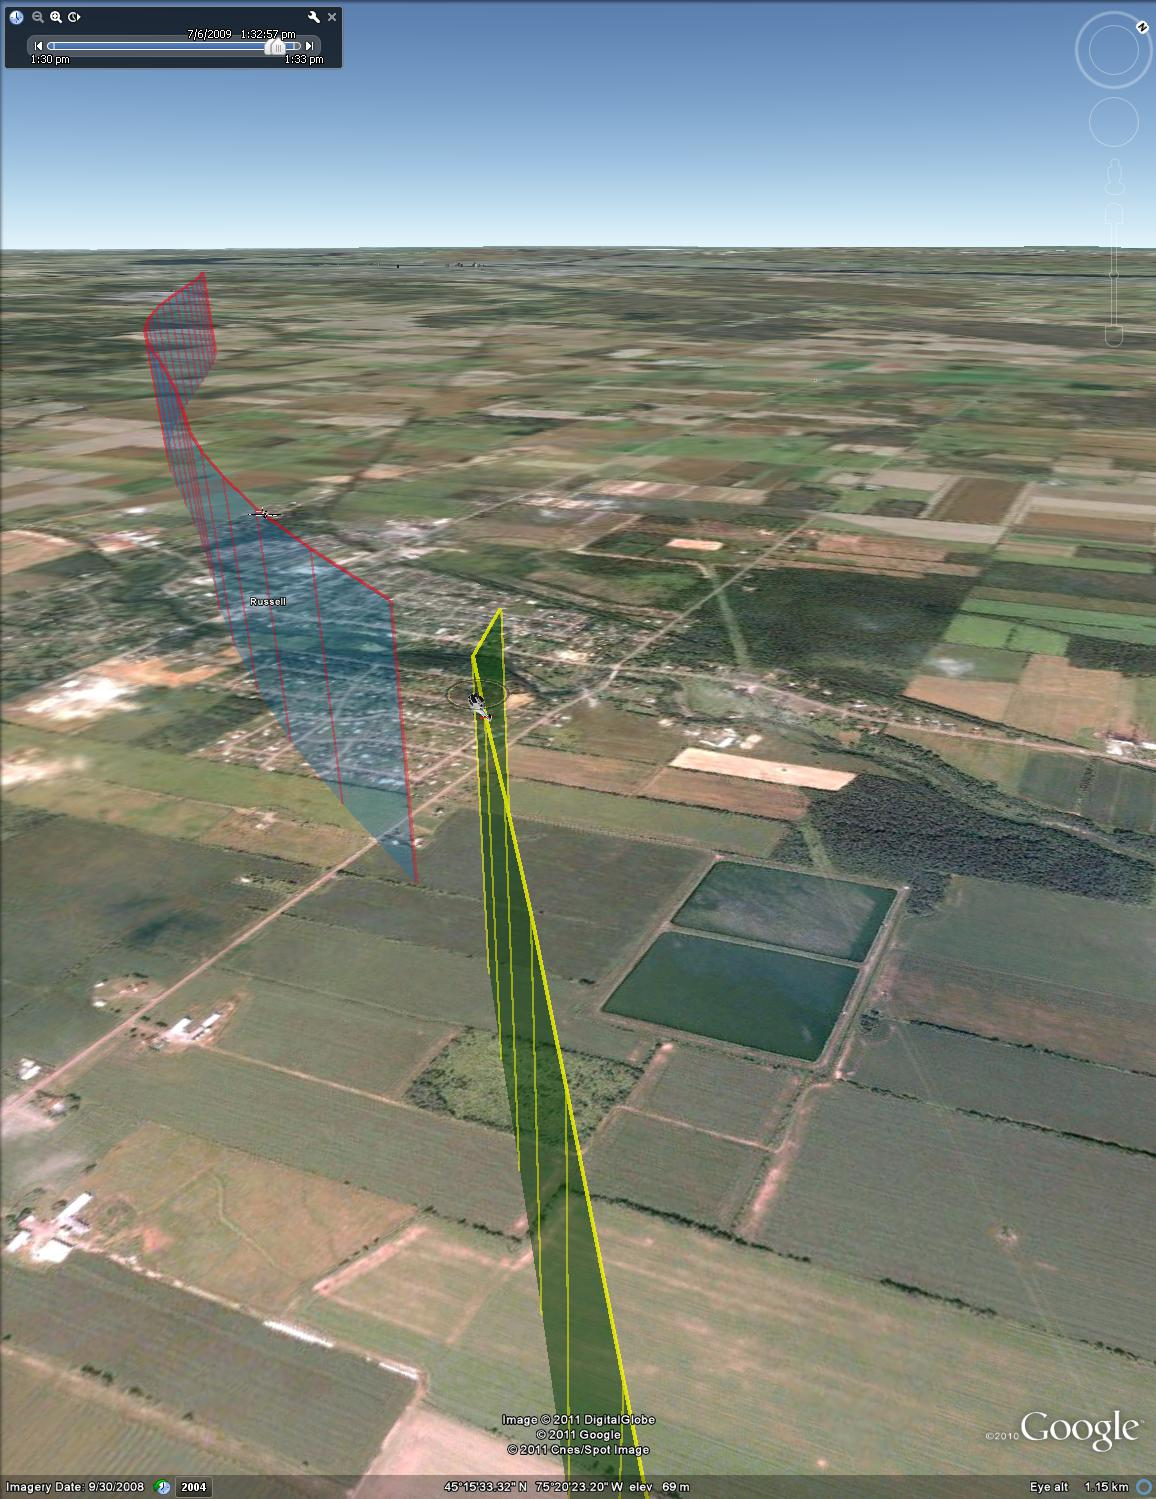 7/6/2009 1:32:57 pm
1:30 pm 1:33 pm
N
Russell
Image © 2011 DigitalGlobe
© 2011 Google
© 2011 Cnes/Spot Image
©2010 Google™
Imagery Date: 9/30/2008 2004 45°15'33.32" N 75°20'23.20" W elev 69 m Eye alt 1.15 km